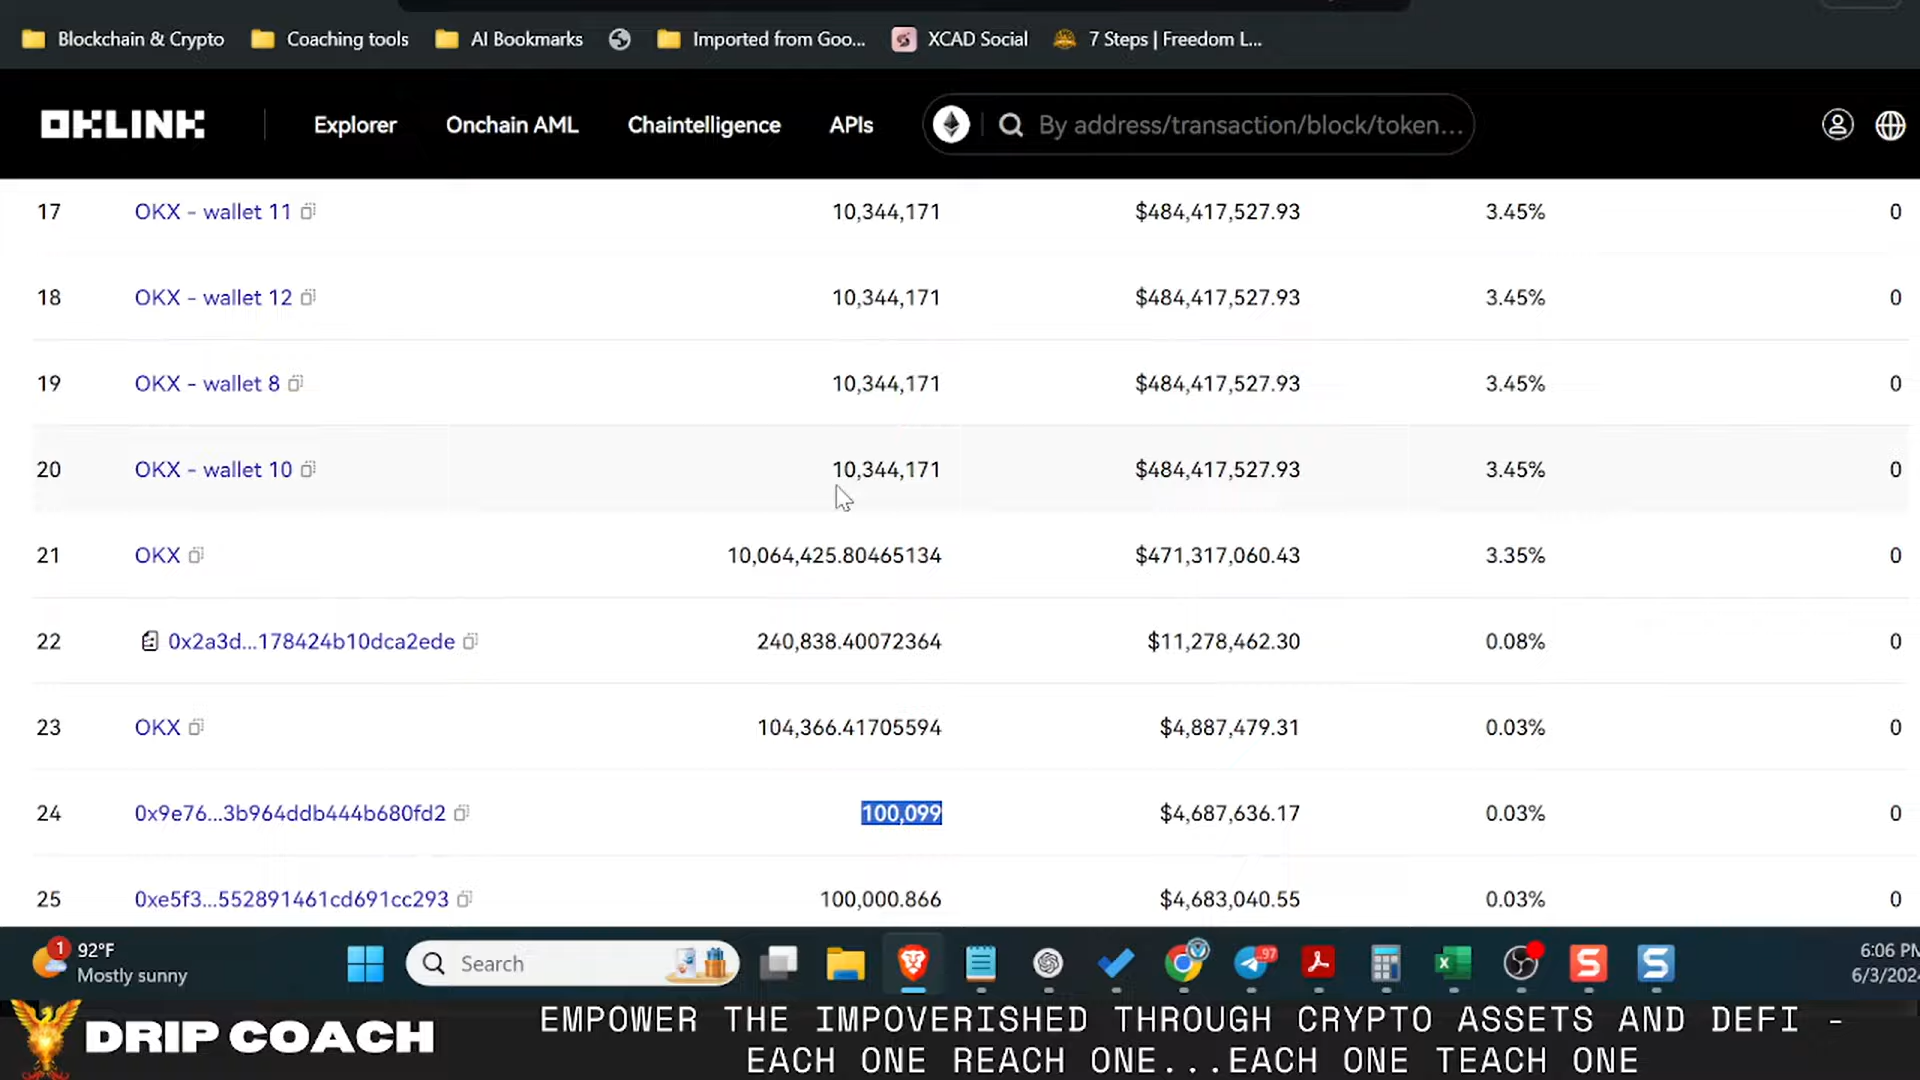 Blockchain & Crypto Coaching tools AI Bookmarks Imported from Goo... XCAD Social 7 Steps | Freedom L...
OKLINK Explorer Onchain AML Chaintelligence APIs By address/transaction/block/token...
17 OKX - wallet 11 10,344,171 $484,417,527.93 3.45% 0
18 OKX - wallet 12 10,344,171 $484,417,527.93 3.45% 0
19 OKX - wallet 8 10,344,171 $484,417,527.93 3.45% 0
20 OKX - wallet 10 10,344,171 $484,417,527.93 3.45% 0
21 OKX 10,064,425.80465134 $471,317,060.43 3.35% 0
22 0x2a3d...178424b10dca2ede 240,838.40072364 $11,278,462.30 0.08% 0
23 OKX 104,366.41705594 $4,887,479.31 0.03% 0
24 0x9e76...3b964ddb444b680fd2 100,099 $4,687,636.17 0.03% 0
25 0xe5f3...552891461cd691cc293 100,000.866 $4,683,040.55 0.03% 0
1 92°F
Mostly sunny
Search
97
6:06 PM
6/3/202
DRIP COACH
EMPOWER THE IMPOVERISHED THROUGH CRYPTO ASSETS AND DEFI -
EACH ONE REACH ONE...EACH ONE TEACH ONE